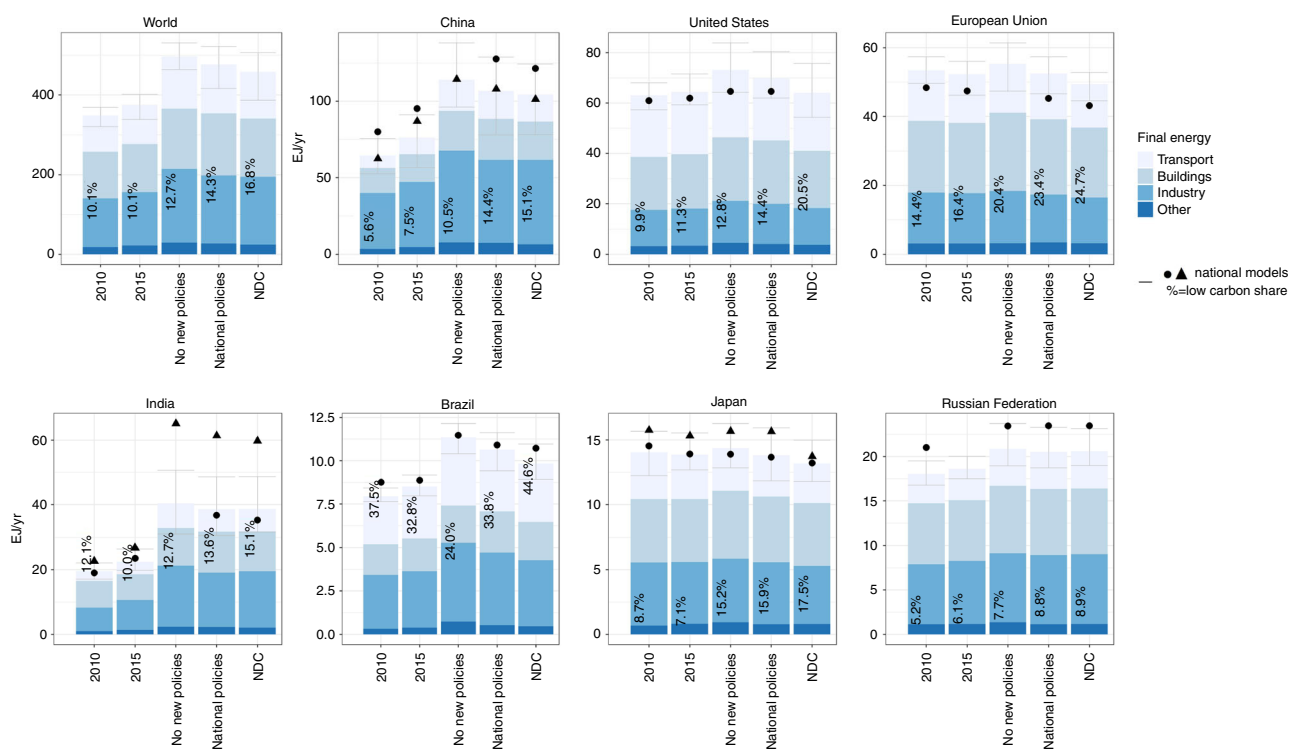 World
China
United States
European Union
EJ/yr
400
200
0
10.1%
10.1%
12.7%
14.3%
16.8%
2010
2015
No new policies
National policies
NDC
100
50
0
5.6%
7.5%
10.5%
14.4%
15.1%
2010
2015
No new policies
National policies
NDC
80
60
40
20
0
9.9%
11.3%
12.8%
14.4%
20.5%
2010
2015
No new policies
National policies
NDC
60
40
20
0
14.4%
16.4%
20.4%
23.4%
24.7%
2010
2015
No new policies
National policies
NDC
Final energy
Transport
Buildings
Industry
Other
national models
%=low carbon share
India
Brazil
Japan
Russian Federation
EJ/yr
60
40
20
0
12.1%
10.0%
12.7%
13.6%
15.1%
2010
2015
No new policies
National policies
NDC
12.5
10.0
7.5
5.0
2.5
0.0
37.5%
32.8%
24.0%
33.8%
44.6%
2010
2015
No new policies
National policies
NDC
15
10
5
0
8.7%
7.1%
15.2%
15.9%
17.5%
2010
2015
No new policies
National policies
NDC
20
15
10
5
0
5.2%
6.1%
7.7%
8.8%
8.9%
2010
2015
No new policies
National policies
NDC